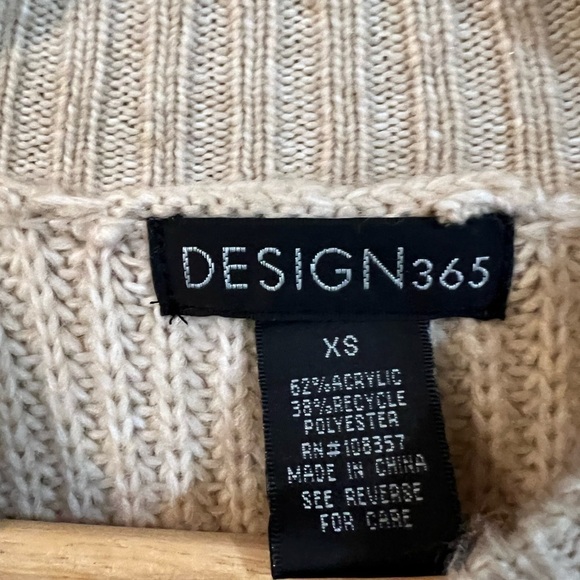 DESIGN365
XS
62%ACRYLIC
38%RECYCLE
POLYESTER
RN#108357
MADE IN CHINA
SEE REVERSE
FOR CARE